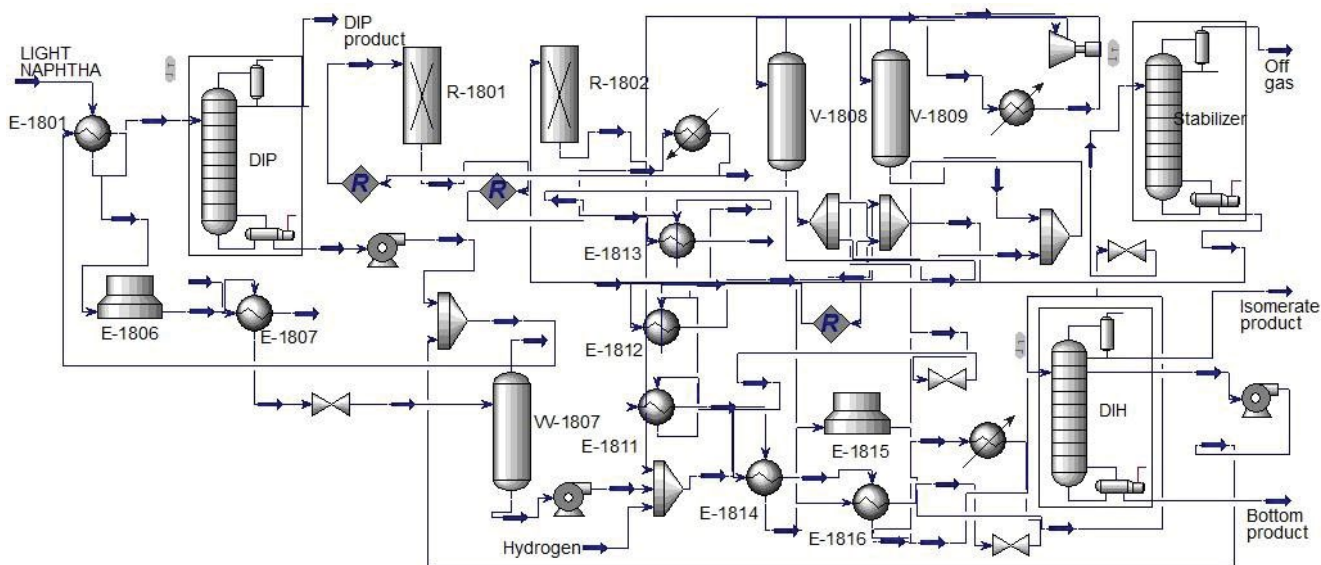 DIP
product
LIGHT
NAPHTHA
E-1801
DIP
R-1801
R-1802
V-1808
V-1809
Off
gas
Stabilizer
R
R
E-1813
E-1806
E-1807
E-1812
R
Isomerate
product
VV-1807
E-1811
E-1815
DIH
E-1814
E-1816
Hydrogen
Bottom
product